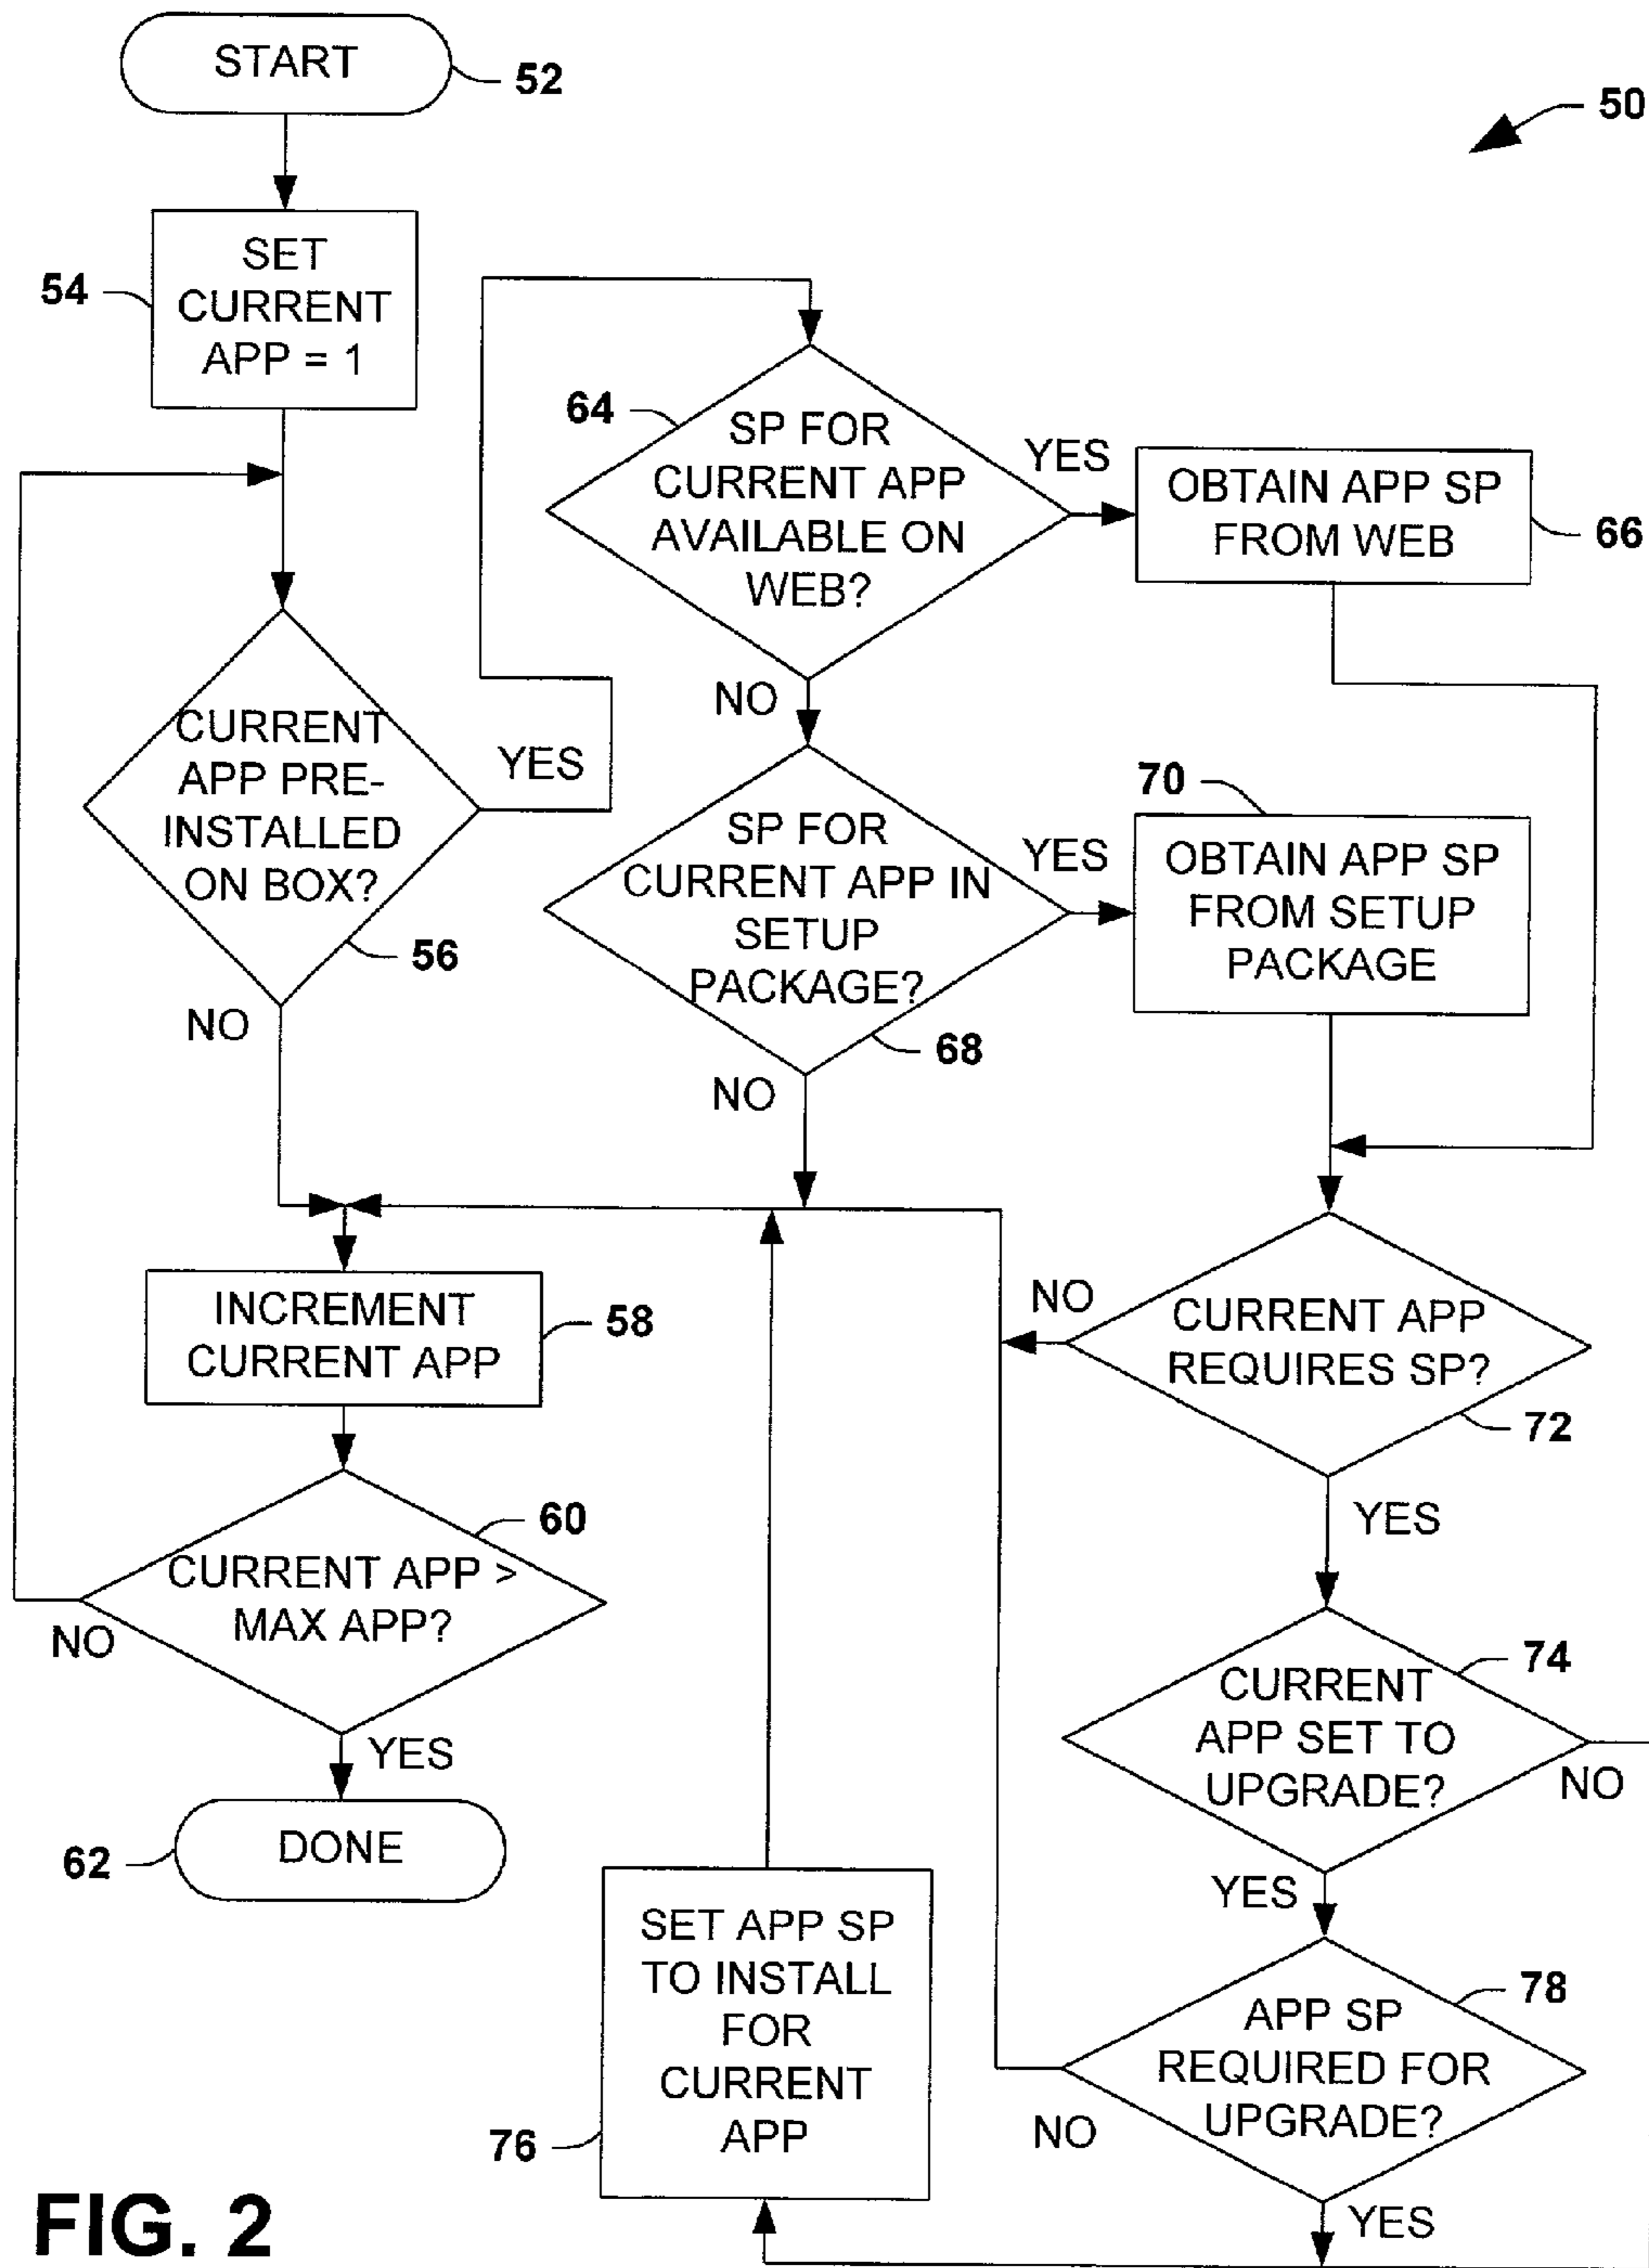 START
52
50
SET
CURRENT
APP = 1
54
64
SP FOR
CURRENT APP
AVAILABLE ON
WEB?
YES
OBTAIN APP SP
FROM WEB
66
NO
CURRENT
APP PRE-
INSTALLED
ON BOX?
YES
56
NO
SP FOR
CURRENT APP IN
SETUP
PACKAGE?
YES
68
NO
70
OBTAIN APP SP
FROM SETUP
PACKAGE
INCREMENT
CURRENT APP
58
NO
CURRENT APP
REQUIRES SP?
72
YES
60
CURRENT APP >
MAX APP?
NO
YES
DONE
62
74
CURRENT
APP SET TO
UPGRADE?
NO
YES
SET APP SP
TO INSTALL
FOR
CURRENT
APP
76
78
APP SP
REQUIRED FOR
UPGRADE?
NO
YES
FIG. 2